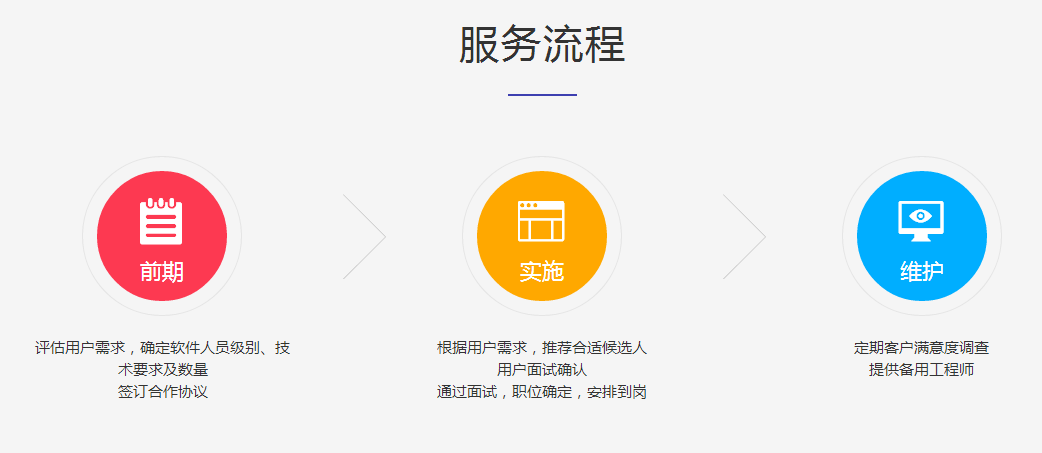 服务流程
前期
实施
维护
评估用户需求，确定软件人员级别、技
术要求及数量
签订合作协议
根据用户需求，推荐合适候选人
用户面试确认
通过面试，职位确定，安排到岗
定期客户满意度调查
提供备用工程师